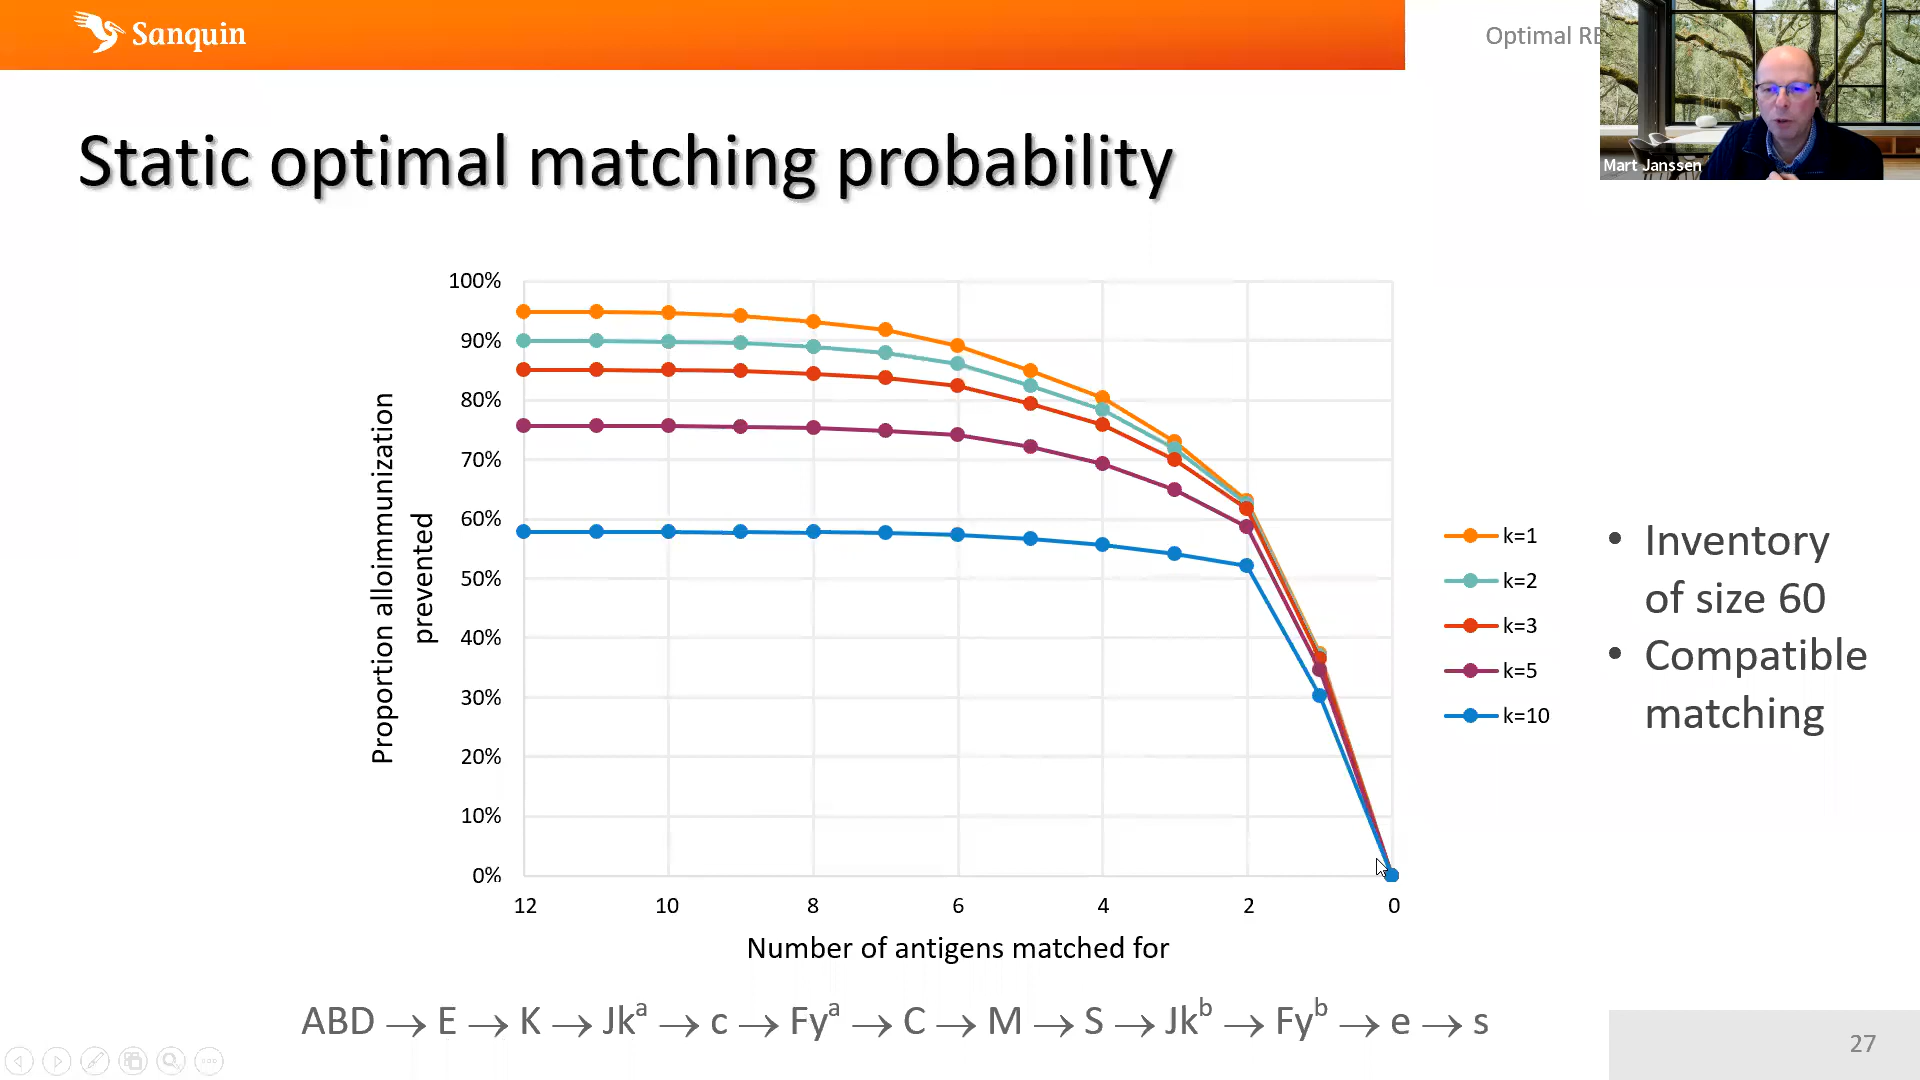 Sanquin
Optimal RE
Mart Janssen
Static optimal matching probability
100%
90%
80%
70%
60%
50%
40%
30%
20%
10%
0%
Proportion alloimmunization
prevented
12 10 8 6 4 2 0
Number of antigens matched for
k=1
k=2
k=3
k=5
k=10
• Inventory
of size 60
• Compatible
matching
ABD → E → K → Jkᵃ → c → Fyᵃ → C → M → S → Jkᵇ → Fyᵇ → e → s
27